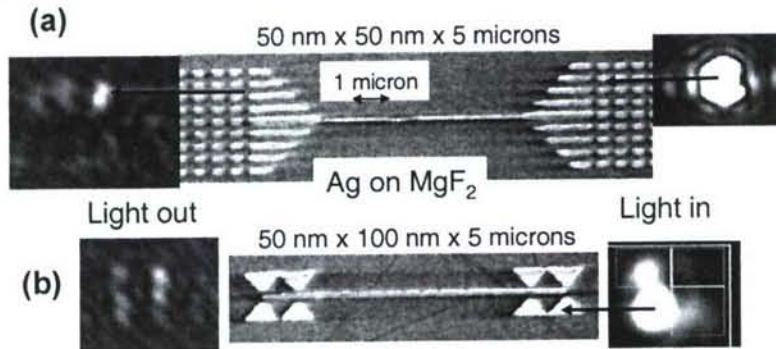 (a)
50 nm x 50 nm x 5 microns
1 micron
Ag on MgF₂
Light out
Light in
50 nm x 100 nm x 5 microns
(b)